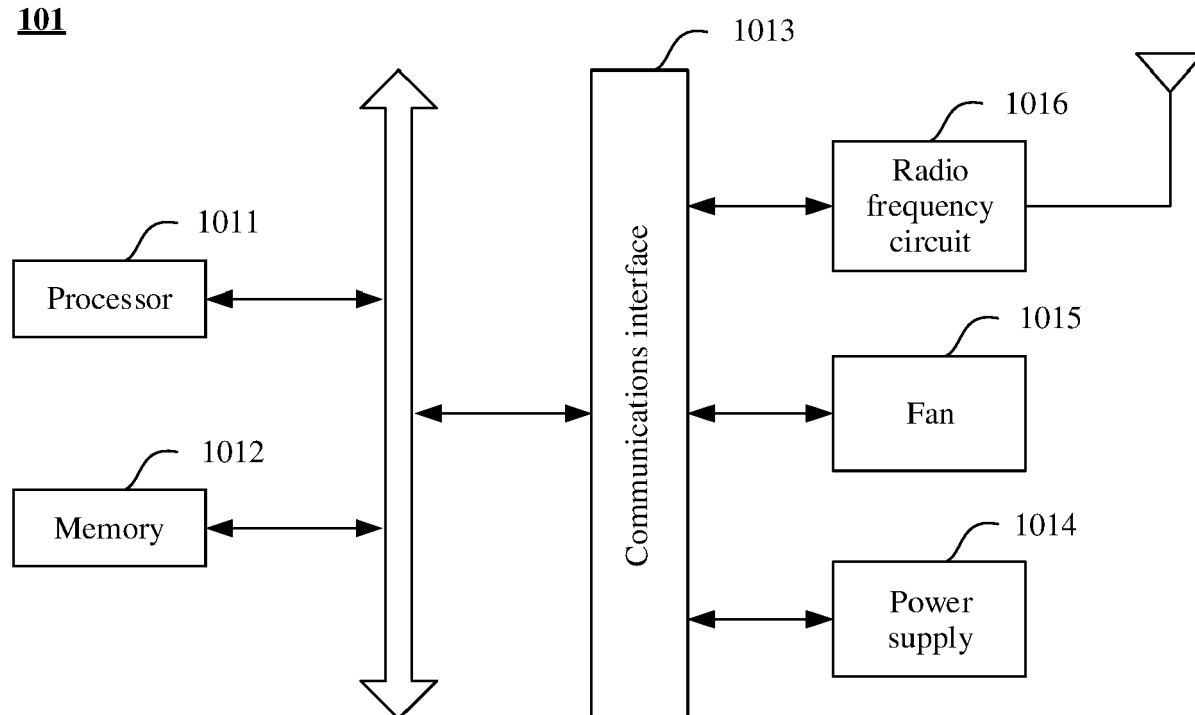 101
1013
1016
Radio
frequency
circuit
1011
Processor
Communications interface
1015
Fan
1012
Memory
1014
Power
supply